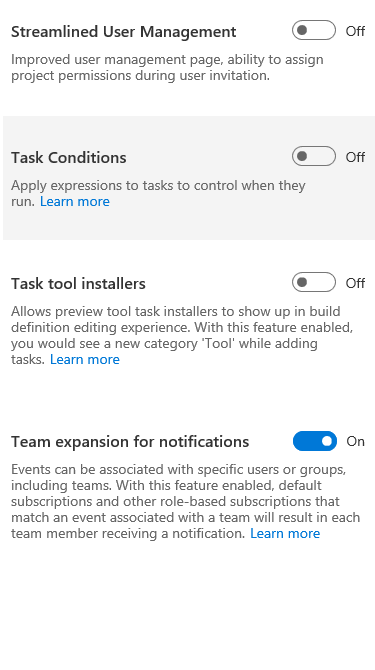 Streamlined User Management Off
Improved user management page, ability to assign
project permissions during user invitation.
Task Conditions Off
Apply expressions to tasks to control when they
run. Learn more
Task tool installers Off
Allows preview tool task installers to show up in build
definition editing experience. With this feature enabled,
you would see a new category 'Tool' while adding
tasks. Learn more
Team expansion for notifications On
Events can be associated with specific users or groups,
including teams. With this feature enabled, default
subscriptions and other role-based subscriptions that
match an event associated with a team will result in each
team member receiving a notification. Learn more